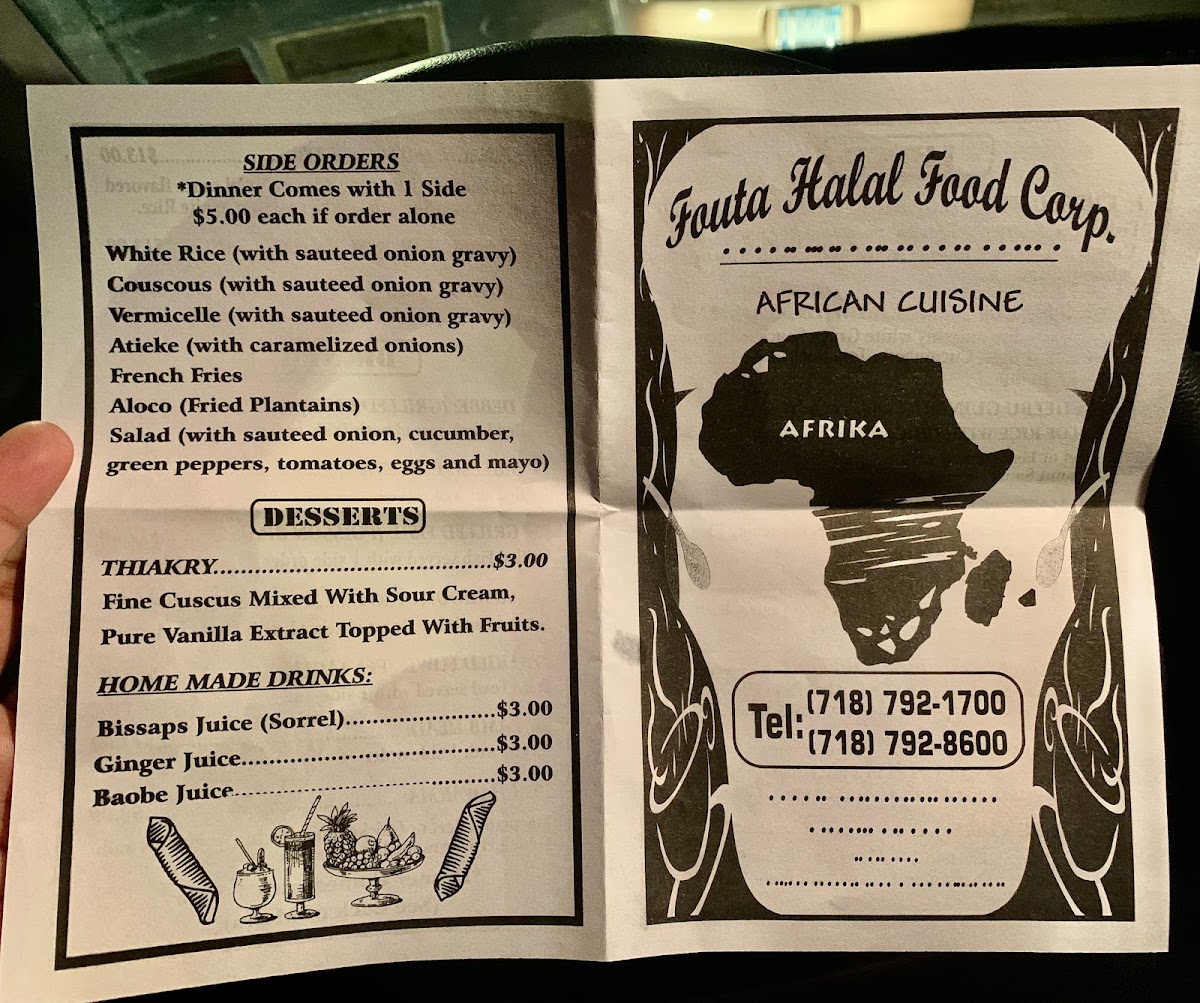 SIDE ORDERS
*Dinner Comes with 1 Side
$5.00 each if order alone
White Rice (with sauteed onion gravy)
Couscous (with sauteed onion gravy)
Vermicelle (with sauteed onion gravy)
Atieke (with caramelized onions)
French Fries
Aloco (Fried Plantains)
Salad (with sauteed onion, cucumber,
green peppers, tomatoes, eggs and mayo)
DESSERTS
THIAKRY........................................$3.00
Fine Cuscus Mixed With Sour Cream,
Pure Vanilla Extract Topped With Fruits.
HOME MADE DRINKS:
Bissaps Juice (Sorrel)......................$3.00
Ginger Juice.....................................$3.00
Baobe Juice......................................$3.00
Fouta Halal Food Corp.
AFRICAN CUISINE
AFRIKA
Tel: (718) 792-1700
(718) 792-8600